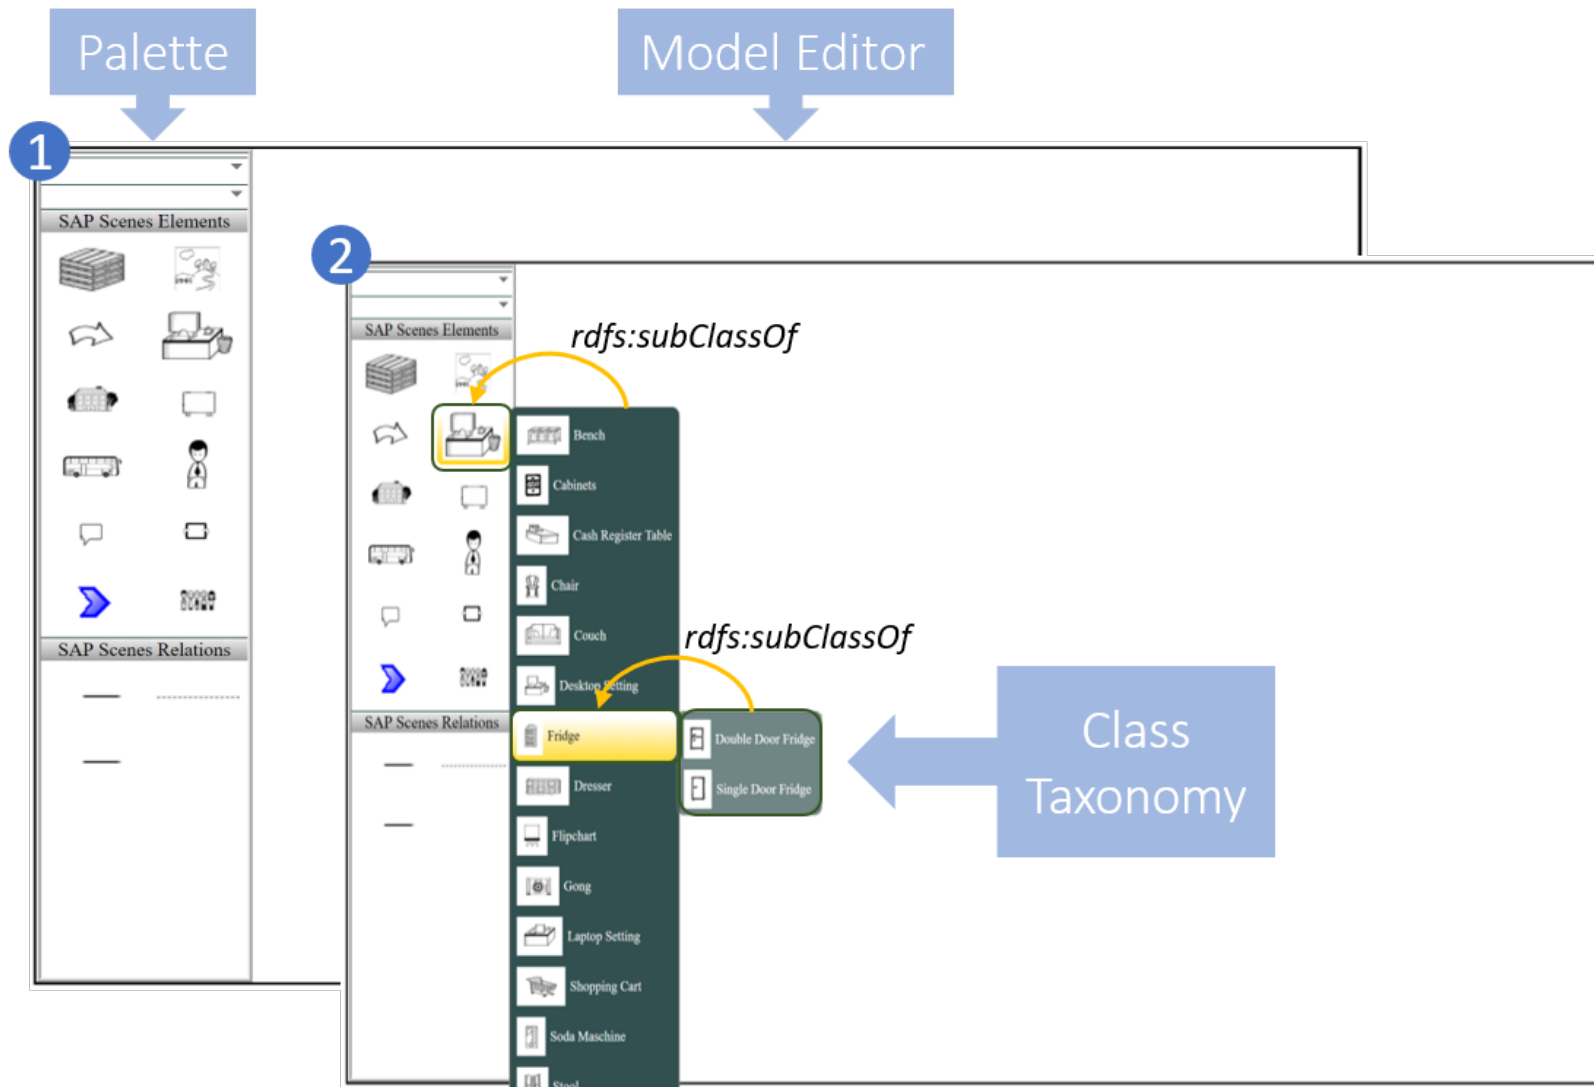 Palette
Model Editor
1
SAP Scenes Elements
SAP Scenes Relations
2
SAP Scenes Elements
SAP Scenes Relations
rdfs:subClassOf
Bench
Cabinets
Cash Register Table
Chair
Couch
Desktop Setting
Fridge
Dresser
Flipchart
Gong
Laptop Setting
Shopping Cart
Soda Maschine
Stool
rdfs:subClassOf
Double Door Fridge
Single Door Fridge
Class
Taxonomy